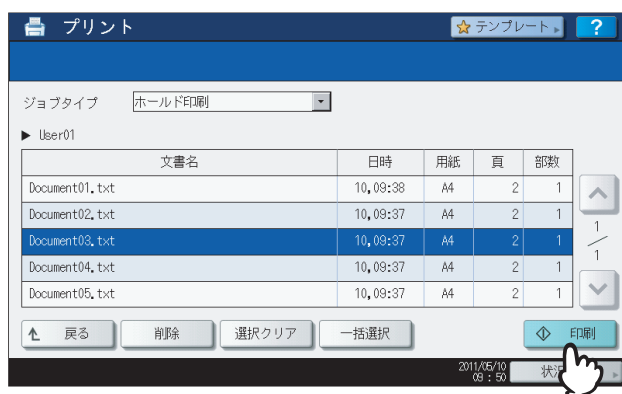 プリント テンプレート ?
ジョブタイプ ホールド印刷
▶ User01
文書名 日時 用紙 頁 部数
Document01.txt 10,09:38 A4 2 1
Document02.txt 10,09:37 A4 2 1
Document03.txt 10,09:37 A4 2 1
Document04.txt 10,09:37 A4 2 1
Document05.txt 10,09:37 A4 2 1
1/1
戻る 削除 選択クリア 一括選択 印刷
2011/05/10
09 : 50